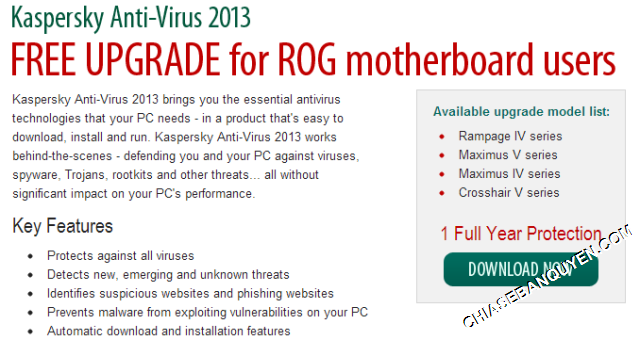 Kaspersky Anti-Virus 2013
FREE UPGRADE for ROG motherboard users
Kaspersky Anti-Virus 2013 brings you the essential antivirus
technologies that your PC needs - in a product that's easy to
download, install and run. Kaspersky Anti-Virus 2013 works
behind-the-scenes - defending you and your PC against viruses,
spyware, Trojans, rootkits and other threats... all without
significant impact on your PC's performance.
Key Features
• Protects against all viruses
• Detects new, emerging and unknown threats
• Identifies suspicious websites and phishing websites
• Prevents malware from exploiting vulnerabilities on your PC
• Automatic download and installation features
Available upgrade model list:
• Rampage IV series
• Maximus V series
• Maximus IV series
• Crosshair V series
1 Full Year Protection
DOWNLOAD NOW
CHIASEBANQUYEN.COM